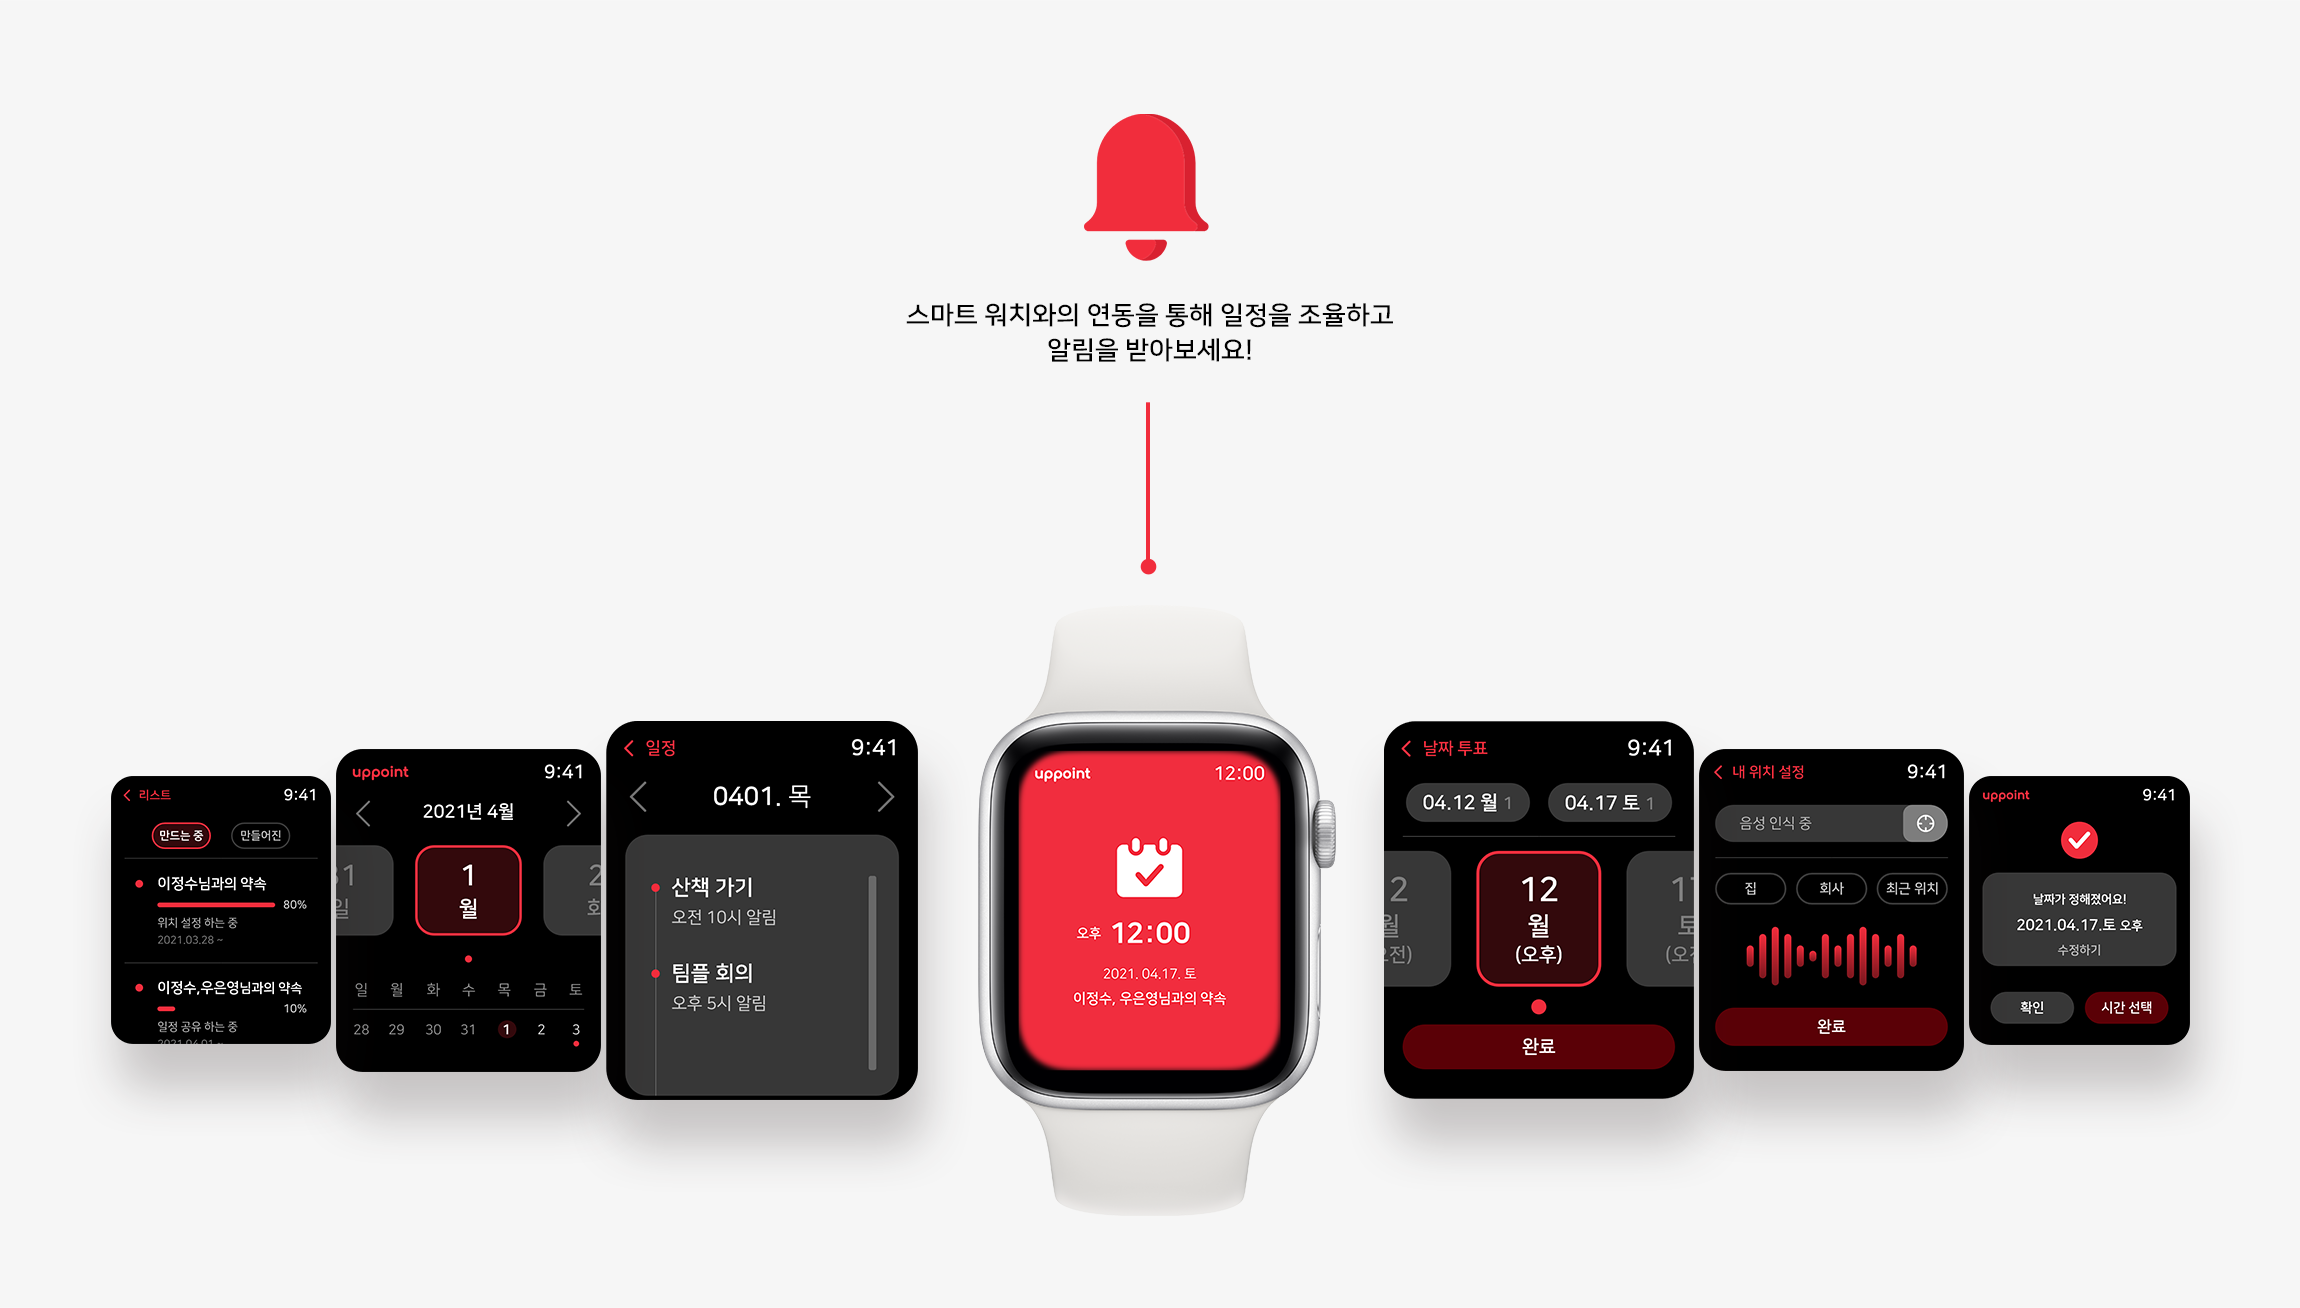 스마트 워치와의 연동을 통해 일정을 조율하고
알림을 받아보세요!
리스트 9:41
만드는 중 만들어진
이정수님과의 약속
80%
위치 설정 하는 중
2021.03.28 ~
이정수,우은영님과의 약속
10%
일정 공유 하는 중
2021.04.01 ~
uppoint 9:41
2021년 4월
31 1 2
일 월 화
일 월 화 수 목 금 토
28 29 30 31 1 2 3
일정 9:41
0401. 목
산책 가기
오전 10시 알림
팀플 회의
오후 5시 알림
uppoint 12:00
오후 12:00
2021. 04.17. 토
이정수, 우은영님과의 약속
날짜 투표 9:41
04.12 월 1 04.17 토 1
12 12 17
월 월 토
(오전) (오후) (오전)
완료
내 위치 설정 9:41
음성 인식 중
집 회사 최근 위치
완료
uppoint 9:41
날짜가 정해졌어요!
2021.04.17.토 오후
수정하기
확인 시간 선택